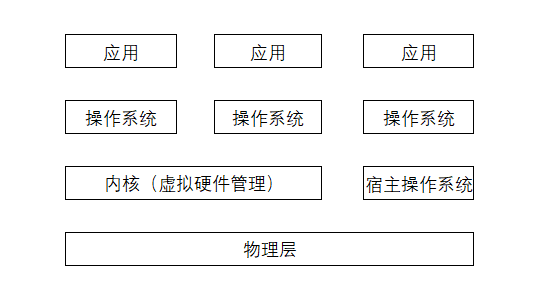 应用 应用 应用
操作系统 操作系统 操作系统
内核（虚拟硬件管理） 宿主操作系统
物理层